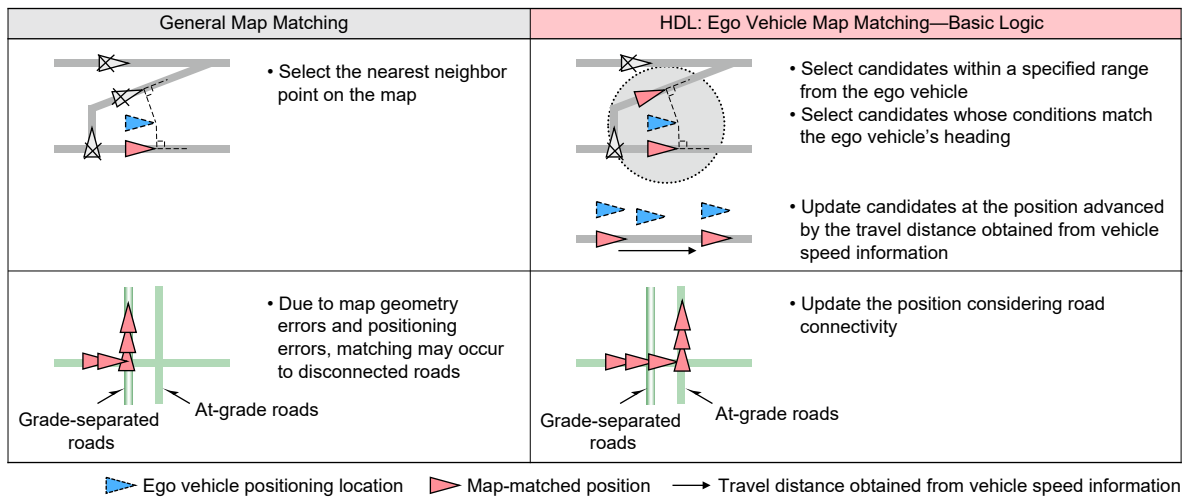 General Map Matching
HDL: Ego Vehicle Map Matching—Basic Logic
• Select the nearest neighbor
point on the map
• Select candidates within a specified range
from the ego vehicle
• Select candidates whose conditions match
the ego vehicle's heading
• Update candidates at the position advanced
by the travel distance obtained from vehicle
speed information
• Due to map geometry
errors and positioning
errors, matching may occur
to disconnected roads
At-grade roads
Grade-separated
roads
• Update the position considering road
connectivity
At-grade roads
Grade-separated
roads
Ego vehicle positioning location
Map-matched position
Travel distance obtained from vehicle speed information